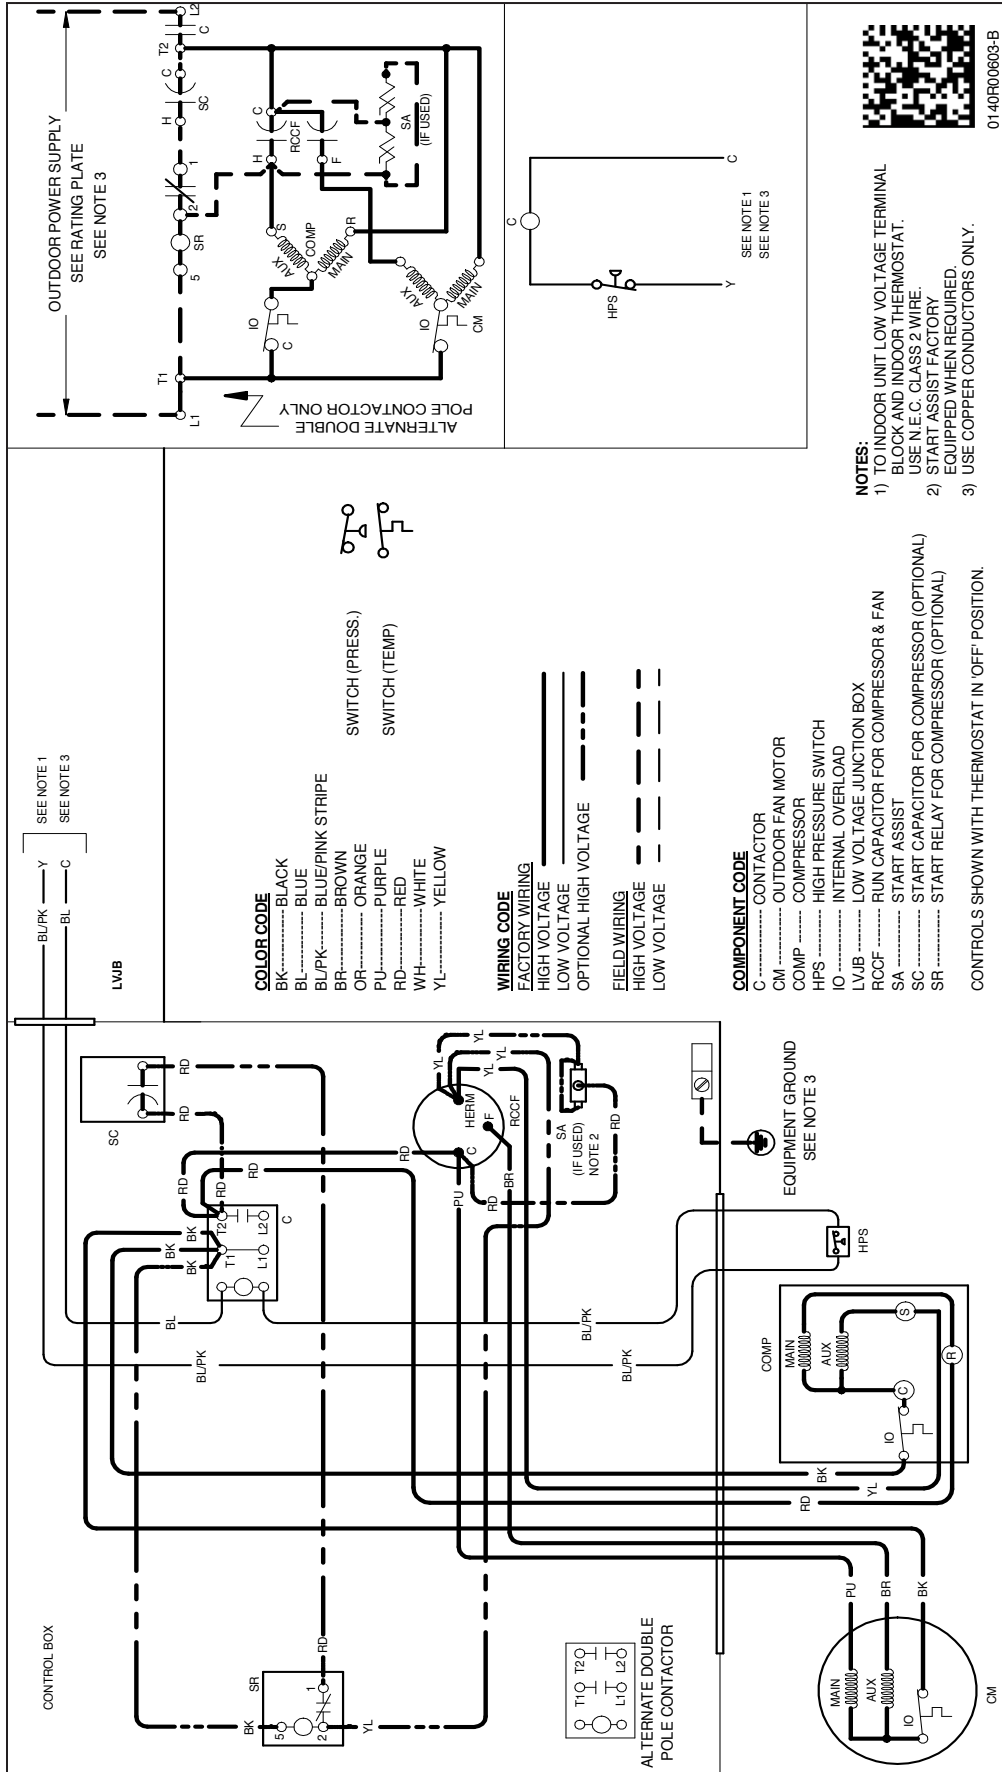 OUTDOOR POWER SUPPLY
SEE RATING PLATE
SEE NOTE 3
L1
T1
5
SR
2
1
H
SC
C
T2
C
L2
ALTERNATE DOUBLE
POLE CONTACTOR ONLY
IO
C
AUX
S
COMP
MAIN
R
H
RCCF
C
F
IO
CM
AUX
MAIN
SA
(IF USED)
C
HPS
Y
C
SEE NOTE 1
SEE NOTE 3
0140R00603-B
BL/PK
Y
BL
C
SEE NOTE 1
SEE NOTE 3
LVJB
COLOR CODE
BK---------- BLACK
BL---------- BLUE
BL/PK------ BLUE/PINK STRIPE
BR---------- BROWN
OR---------- ORANGE
PU---------- PURPLE
RD---------- RED
WH---------- WHITE
YL---------- YELLOW
SWITCH (PRESS.)
SWITCH (TEMP)
WIRING CODE
FACTORY WIRING
HIGH VOLTAGE
LOW VOLTAGE
OPTIONAL HIGH VOLTAGE
FIELD WIRING
HIGH VOLTAGE
LOW VOLTAGE
COMPONENT CODE
C ------------ CONTACTOR
CM --------- OUTDOOR FAN MOTOR
COMP ------ COMPRESSOR
HPS -------- HIGH PRESSURE SWITCH
IO ----------- INTERNAL OVERLOAD
LVJB -------- LOW VOLTAGE JUNCTION BOX
RCCF ------- RUN CAPACITOR FOR COMPRESSOR & FAN
SA ---------- START ASSIST
SC ---------- START CAPACITOR FOR COMPRESSOR (OPTIONAL)
SR ---------- START RELAY FOR COMPRESSOR (OPTIONAL)
CONTROLS SHOWN WITH THERMOSTAT IN 'OFF' POSITION.
NOTES:
1) TO INDOOR UNIT LOW VOLTAGE TERMINAL
BLOCK AND INDOOR THERMOSTAT.
USE N.E.C. CLASS 2 WIRE.
2) START ASSIST FACTORY
EQUIPPED WHEN REQUIRED.
3) USE COPPER CONDUCTORS ONLY.
CONTROL BOX
SC
RD
RD
RD
RD
RD
RD
BK
BK
BK
T2
T1
L2
L1
C
BL
BL/PK
BL/PK
BL/PK
SR
BK
5
2
1
RD
YL
HERM
F
C
RCCF
YL
YL
YL
RD
PU
BR
RD
SA
(IF USED)
NOTE 2
RD
EQUIPMENT GROUND
SEE NOTE 3
HPS
COMP
MAIN
AUX
S
R
C
IO
BK
YL
RD
ALTERNATE DOUBLE
POLE CONTACTOR
T1
T2
L1
L2
PU
BR
BK
MAIN
AUX
IO
CM